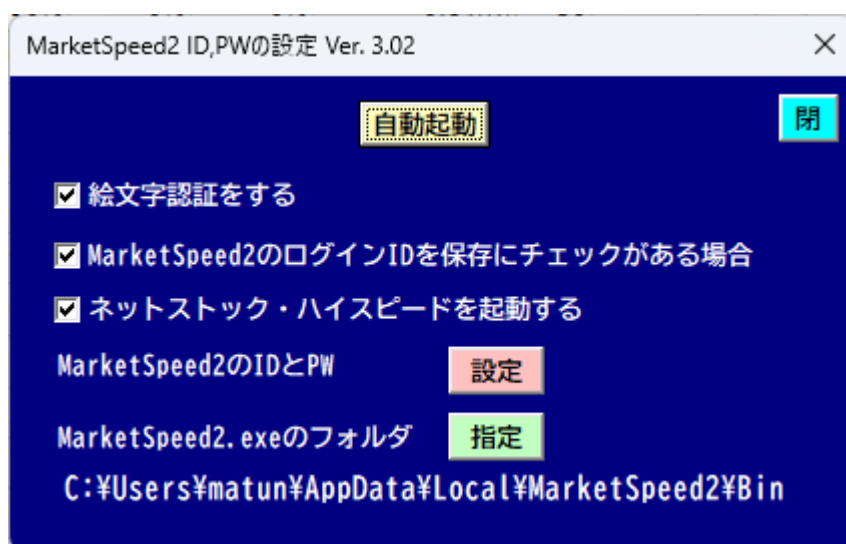 MarketSpeed2 ID,PWの設定 Ver. 3.02
自動起動
閉
絵文字認証をする
MarketSpeed2のログインIDを保存にチェックがある場合
ネットストック・ハイスピードを起動する
MarketSpeed2のIDとPW 設定
MarketSpeed2.exeのフォルダ 指定
C:¥Users¥matun¥AppData¥Local¥MarketSpeed2¥Bin